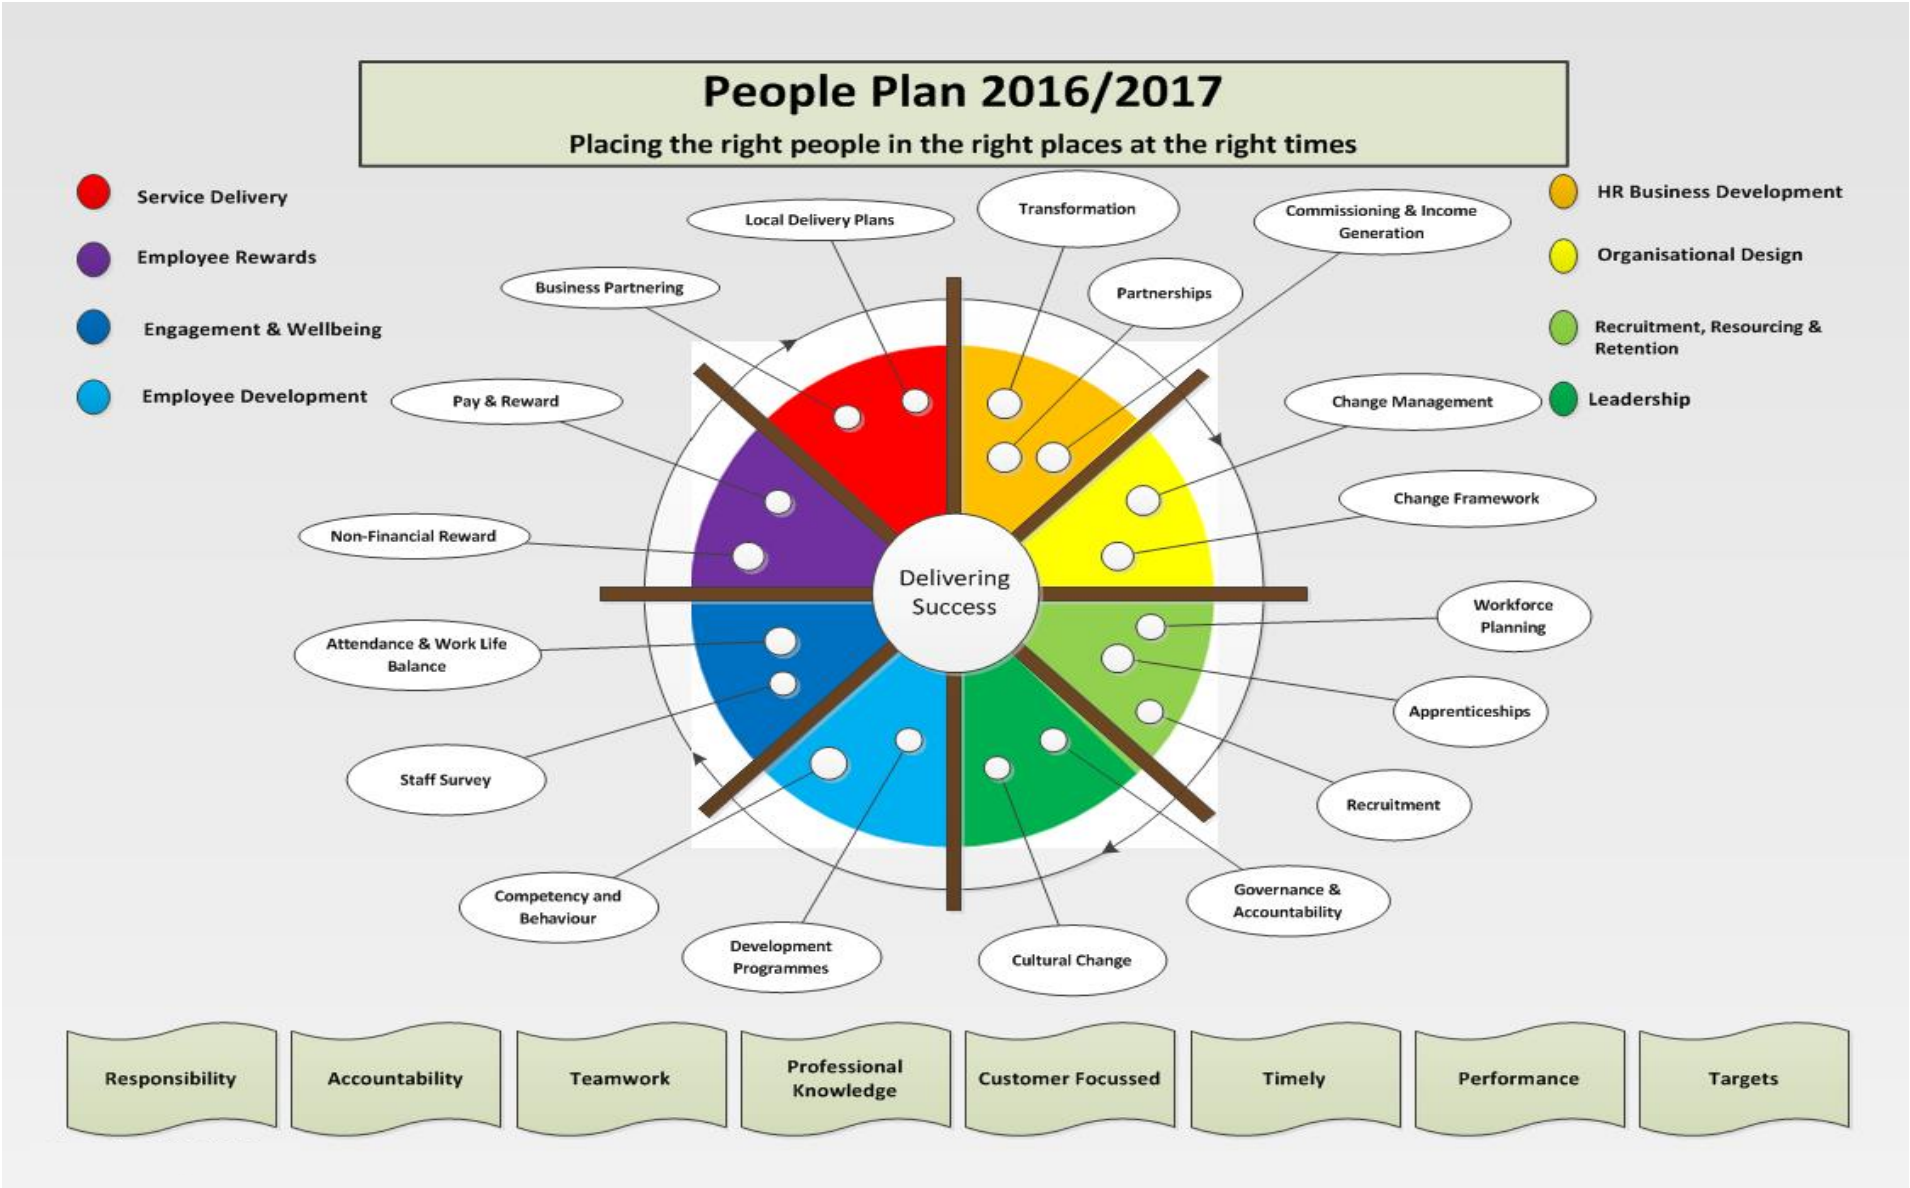 People Plan 2016/2017
Placing the right people in the right places at the right times
Service Delivery
Employee Rewards
Engagement & Wellbeing
Employee Development
HR Business Development
Organisational Design
Recruitment, Resourcing &
Retention
Leadership
Local Delivery Plans
Transformation
Commissioning & Income
Generation
Business Partnering
Partnerships
Pay & Reward
Change Management
Change Framework
Non-Financial Reward
Delivering
Success
Workforce
Planning
Attendance & Work Life
Balance
Apprenticeships
Staff Survey
Recruitment
Competency and
Behaviour
Governance &
Accountability
Development
Programmes
Cultural Change
Responsibility
Accountability
Teamwork
Professional
Knowledge
Customer Focussed
Timely
Performance
Targets